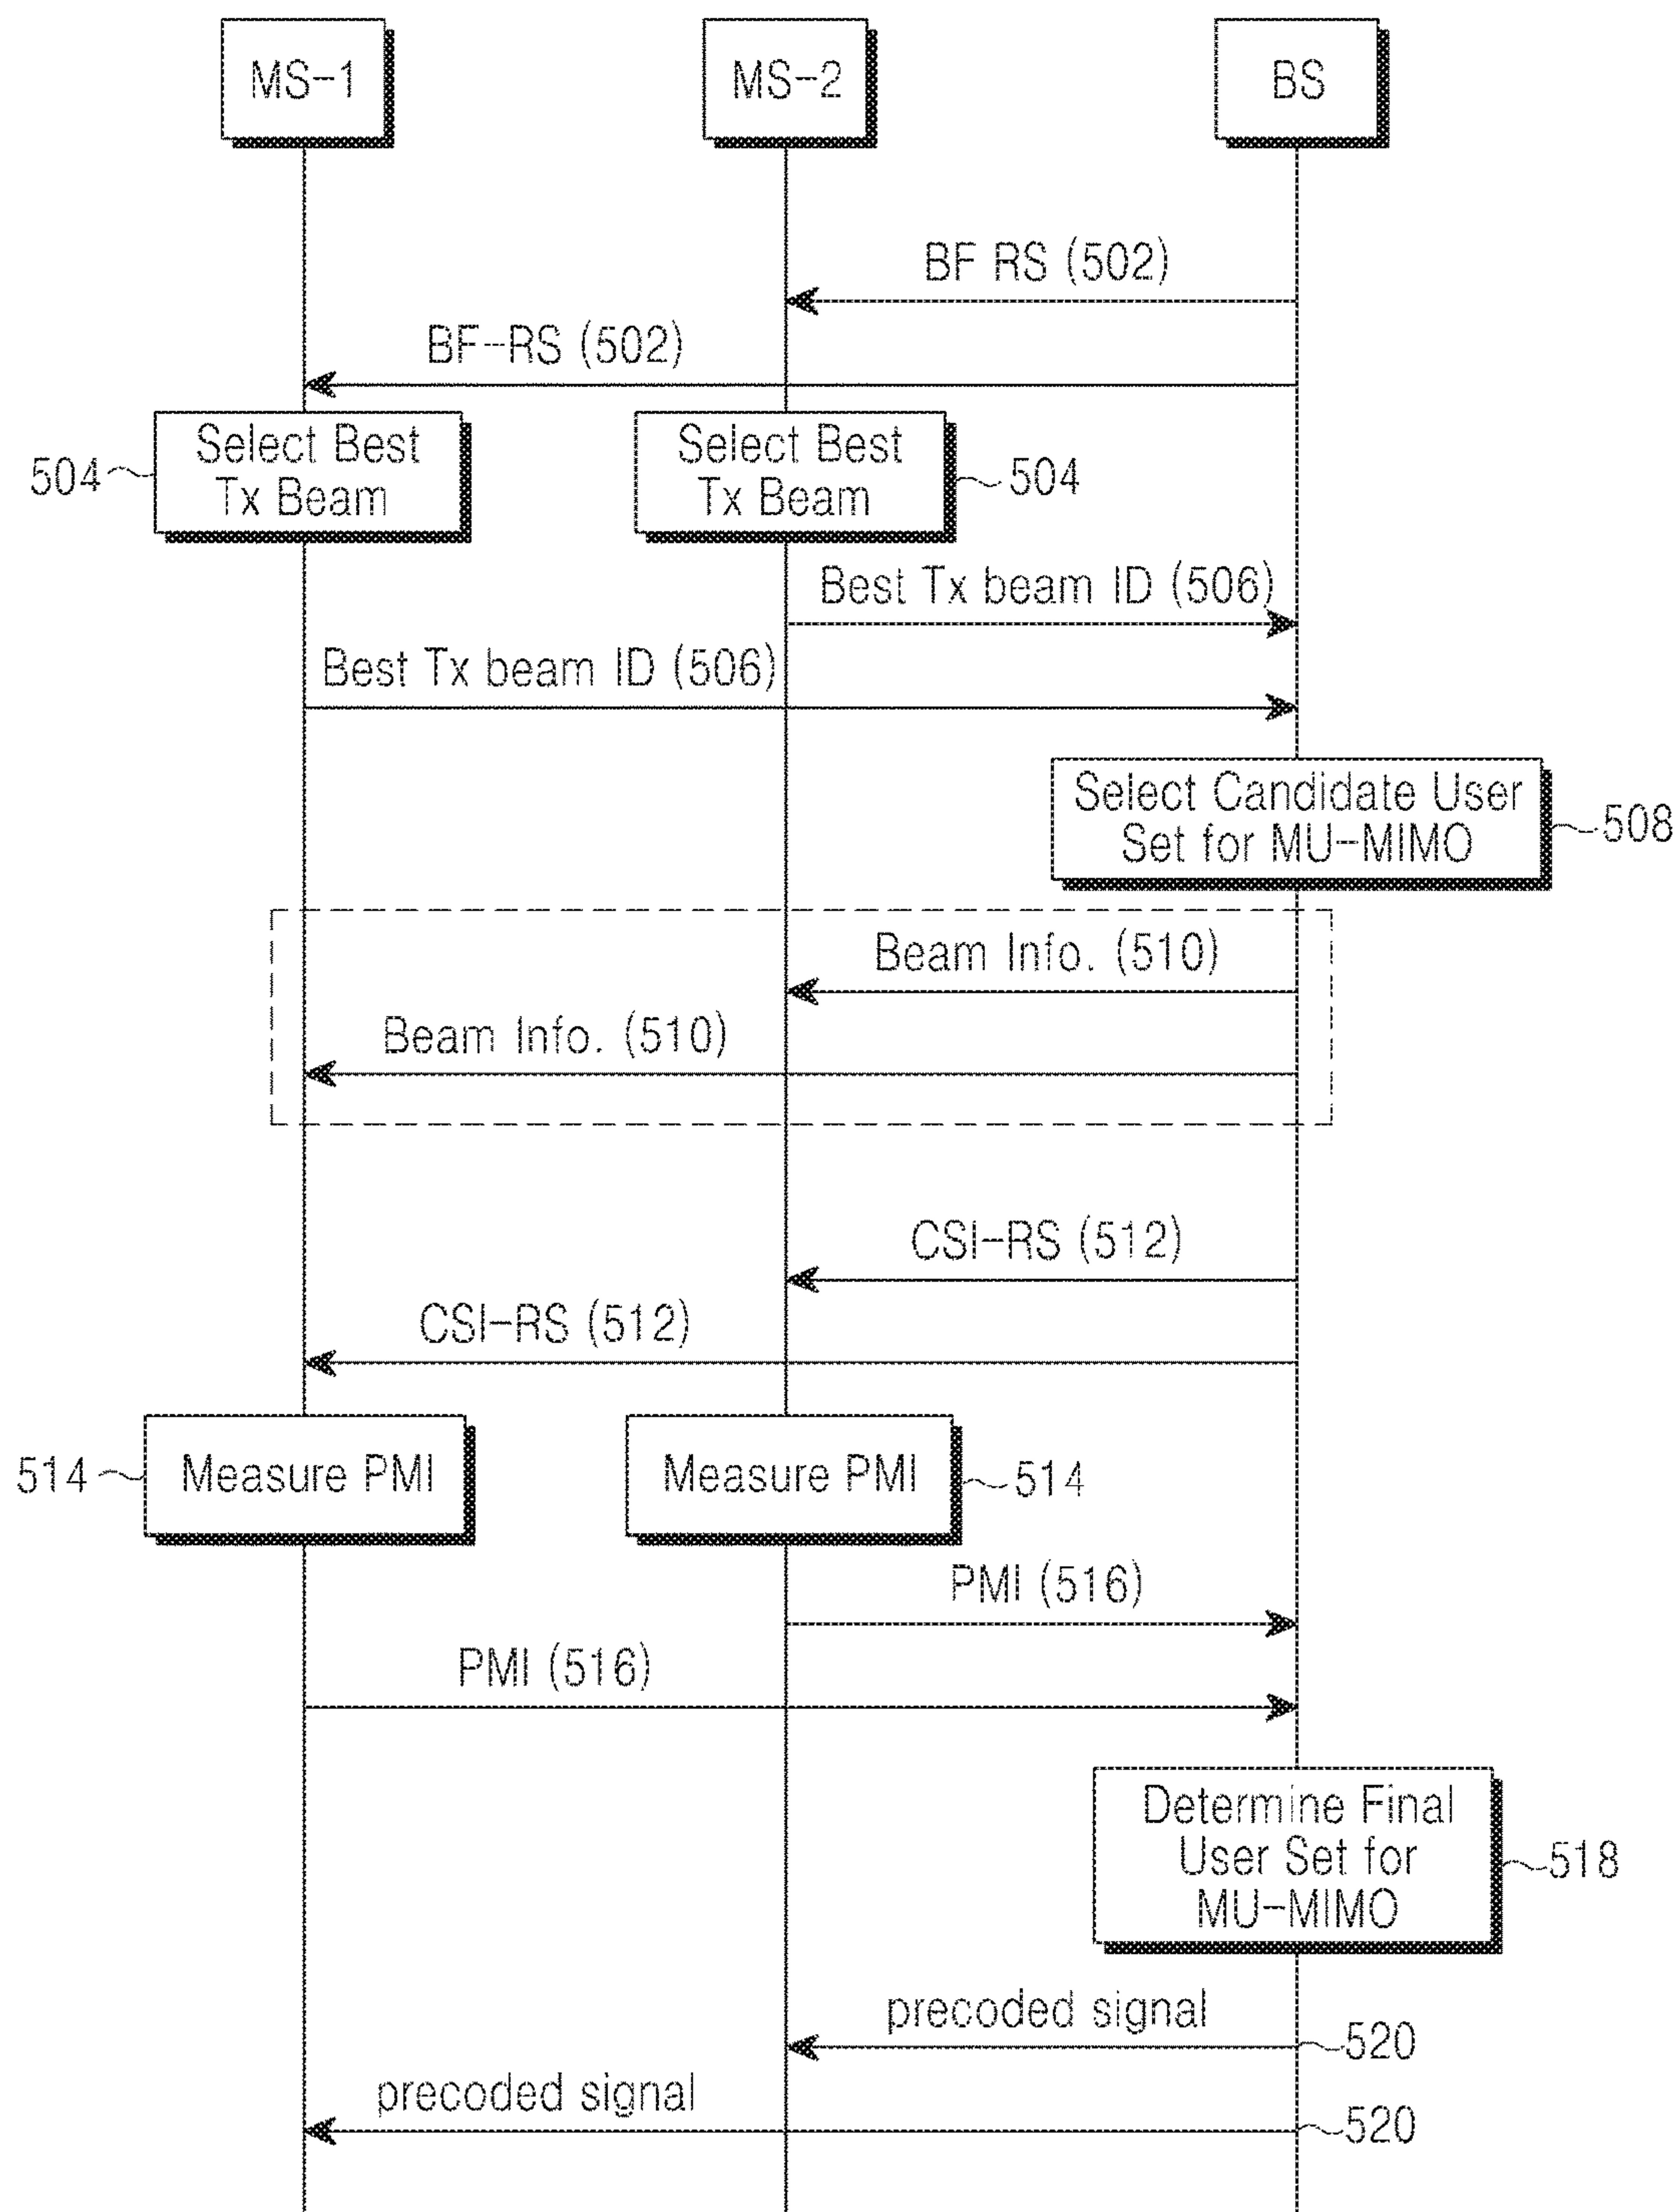 MS-1
MS-2
BS
BF RS (502)
BF-RS (502)
Select Best
Tx Beam
504
Select Best
Tx Beam
504
Best Tx beam ID (506)
Best Tx beam ID (506)
Select Candidate User
Set for MU-MIMO
508
Beam Info. (510)
Beam Info. (510)
CSI-RS (512)
CSI-RS (512)
514
Measure PMI
Measure PMI
514
PMI (516)
PMI (516)
Determine Final
User Set for
MU-MIMO
518
precoded signal
520
precoded signal
520